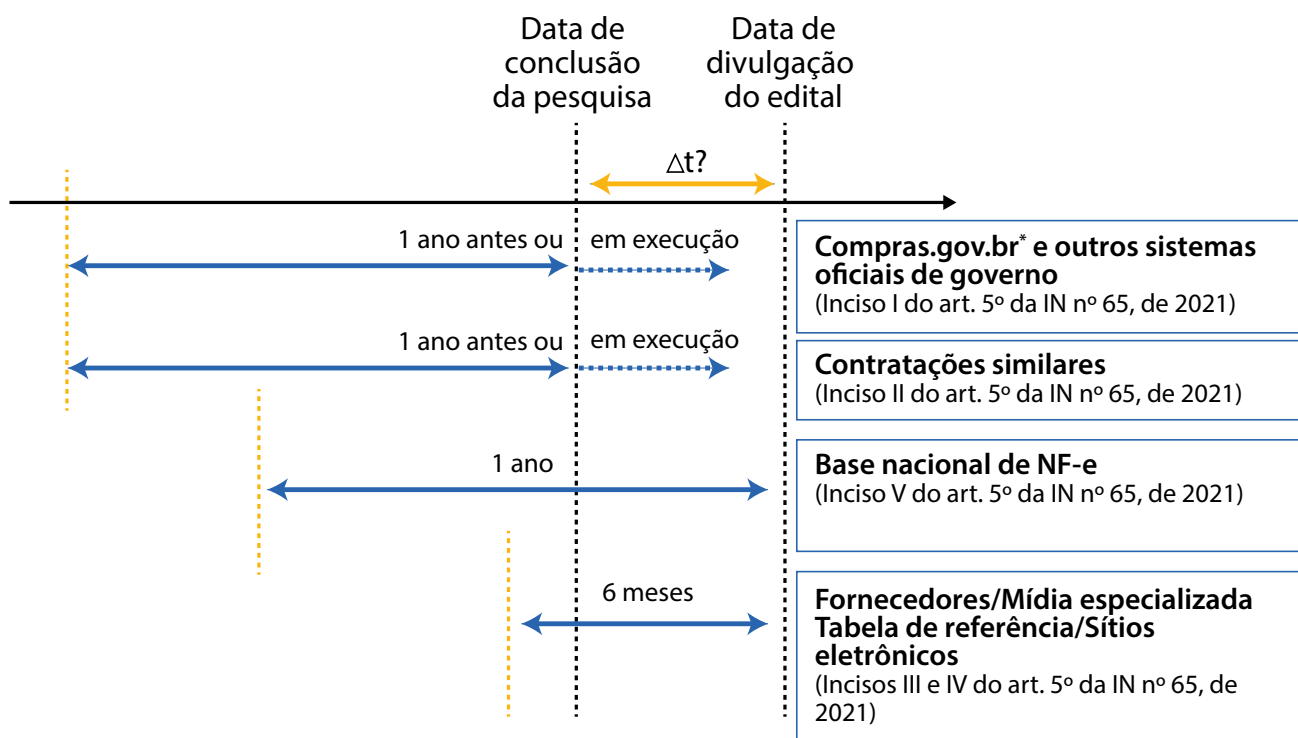 Data de
conclusão
da pesquisa
Data de
divulgação
do edital
Δt?
1 ano antes ou
em execução
Compras.gov.br* e outros sistemas
oficiais de governo
(Inciso I do art. 5º da IN nº 65, de 2021)
1 ano antes ou
em execução
Contratações similares
(Inciso II do art. 5º da IN nº 65, de 2021)
1 ano
Base nacional de NF-e
(Inciso V do art. 5º da IN nº 65, de 2021)
6 meses
Fornecedores/Mídia especializada
Tabela de referência/Sítios
eletrônicos
(Incisos III e IV do art. 5º da IN nº 65, de
2021)